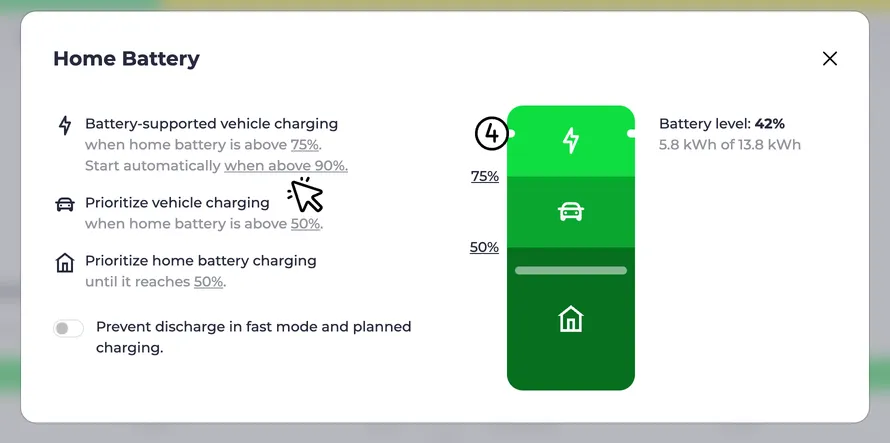 Home Battery
Battery-supported vehicle charging
when home battery is above 75%.
Start automatically when above 90%.
Prioritize vehicle charging
when home battery is above 50%.
Prioritize home battery charging
until it reaches 50%.
Prevent discharge in fast mode and planned
charging.
4
75%
50%
Battery level: 42%
5.8 kWh of 13.8 kWh